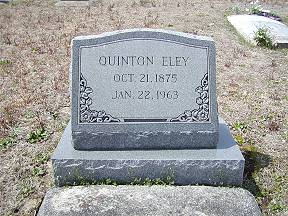 QUINTON ELEY
OCT. 21, 1875
JAN. 22, 1963